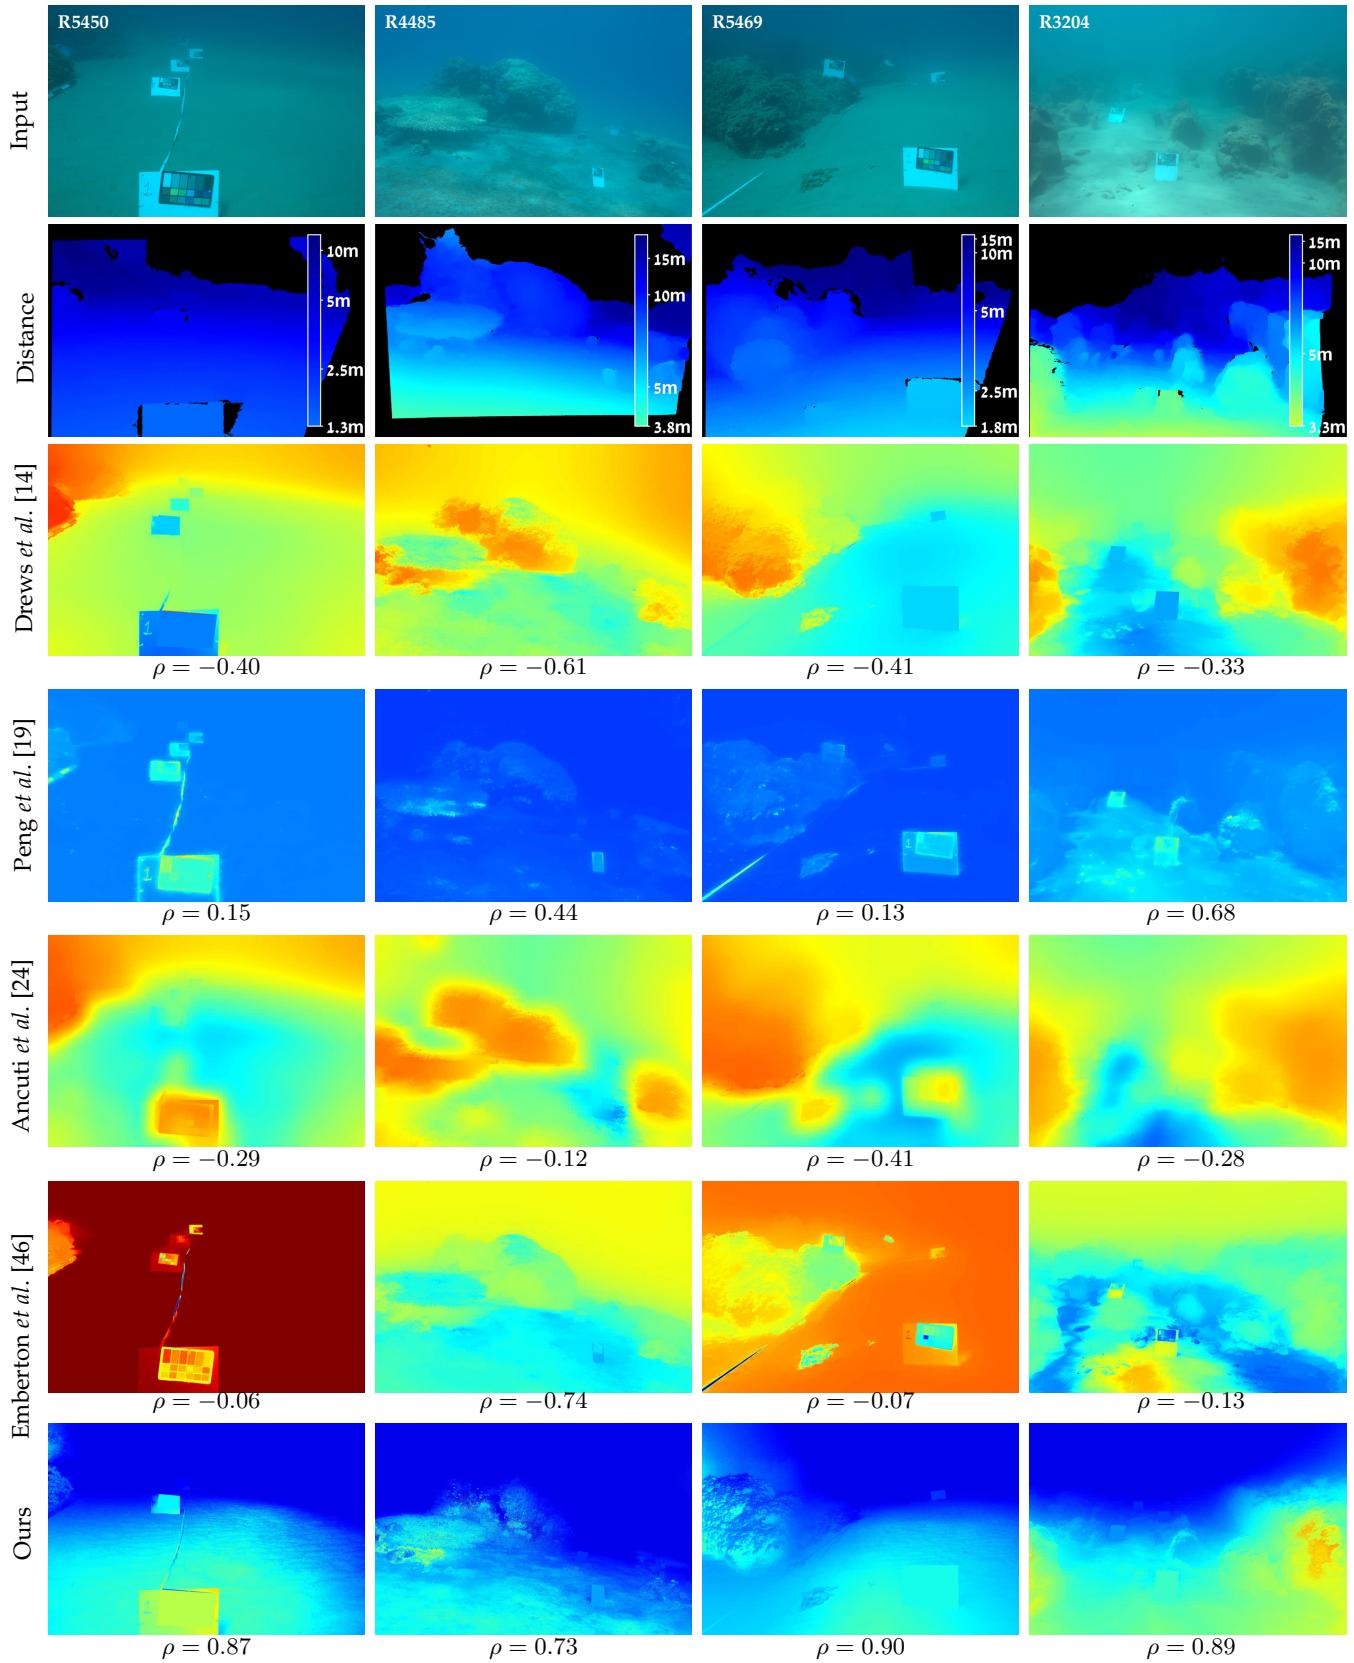 R5450
R4485
R5469
R3204
Input
10m
5m
2.5m
1.3m
15m
10m
5m
3.8m
15m
10m
5m
2.5m
1.8m
15m
10m
5m
3.3m
Distance
Drews et al. [14]
ρ = −0.40
ρ = −0.61
ρ = −0.41
ρ = −0.33
Peng et al. [19]
ρ = 0.15
ρ = 0.44
ρ = 0.13
ρ = 0.68
Ancuti et al. [24]
ρ = −0.29
ρ = −0.12
ρ = −0.41
ρ = −0.28
Emberton et al. [46]
ρ = −0.06
ρ = −0.74
ρ = −0.07
ρ = −0.13
Ours
ρ = 0.87
ρ = 0.73
ρ = 0.90
ρ = 0.89